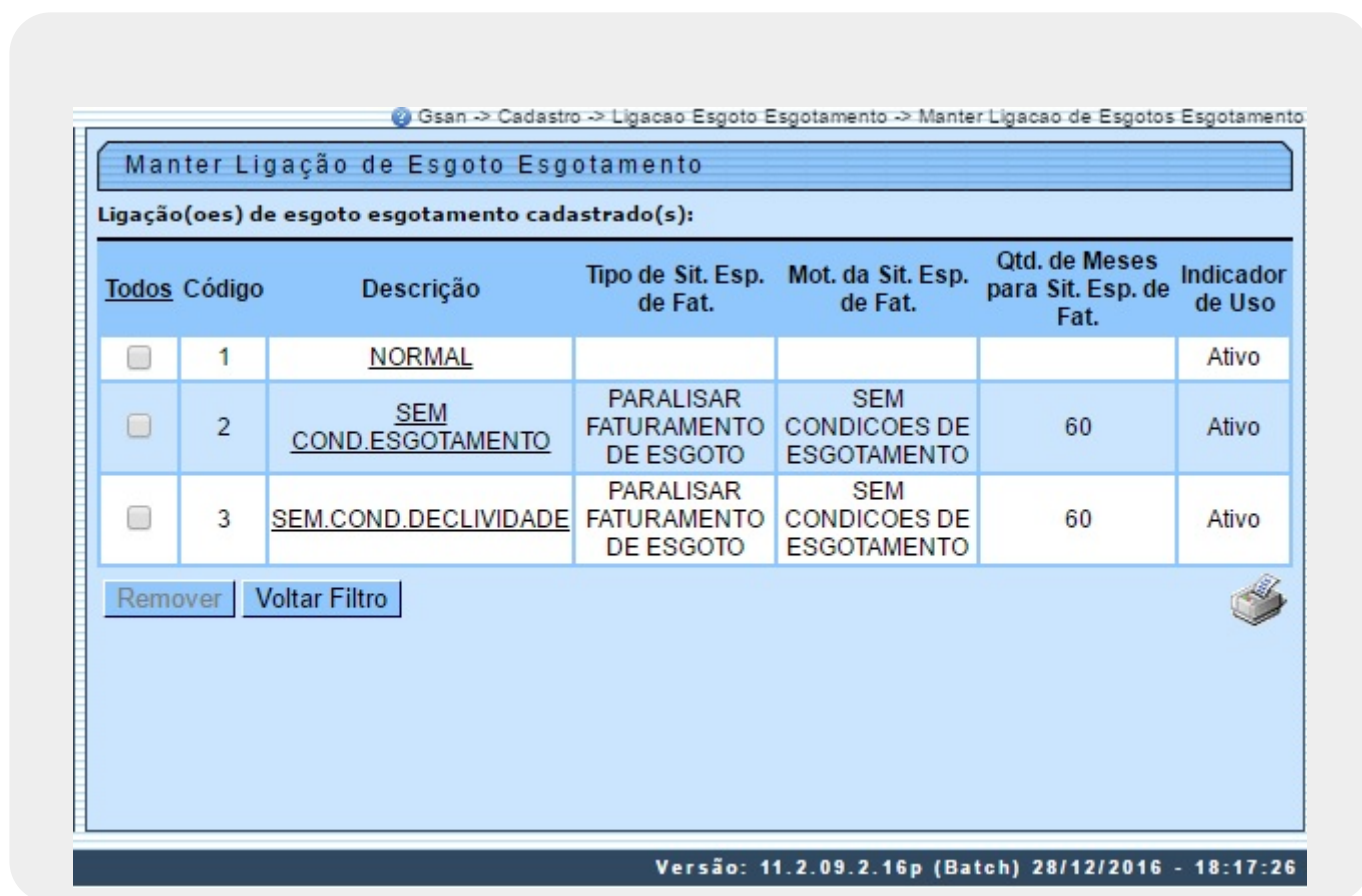 Gsan -> Cadastro -> Ligacao Esgoto Esgotamento -> Manter Ligacao de Esgotos Esgotamento
Manter Ligação de Esgoto Esgotamento
Ligação(oes) de esgoto esgotamento cadastrado(s):
Todos Código Descrição Tipo de Sit. Esp. de Fat. Mot. da Sit. Esp. de Fat. Qtd. de Meses para Sit. Esp. de Fat. Indicador de Uso
1 NORMAL Ativo
2 SEM COND.ESGOTAMENTO PARALISAR FATURAMENTO DE ESGOTO SEM CONDICOES DE ESGOTAMENTO 60 Ativo
3 SEM.COND.DECLIVIDADE PARALISAR FATURAMENTO DE ESGOTO SEM CONDICOES DE ESGOTAMENTO 60 Ativo
Remover Voltar Filtro
Versão: 11.2.09.2.16p (Batch) 28/12/2016 - 18:17:26